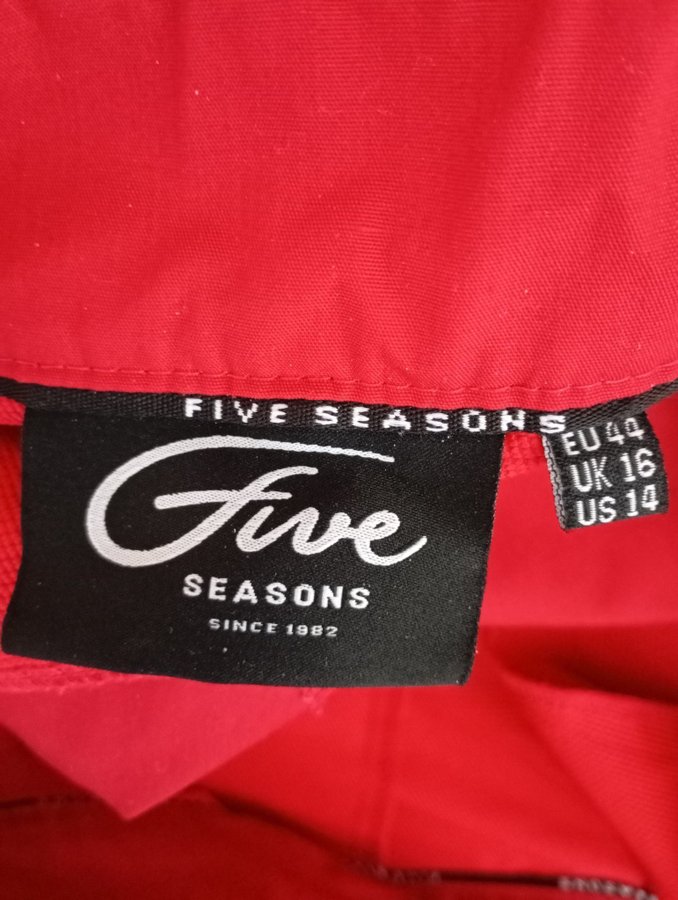 FIVE SEASONS
Five
SEASONS
SINCE 1982
EU 44
UK 16
US 14